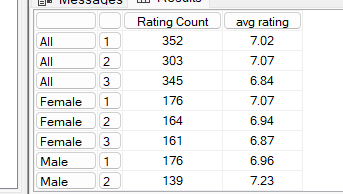 Messages Results
Rating Count avg rating
All 1 352 7.02
All 2 303 7.07
All 3 345 6.84
Female 1 176 7.07
Female 2 164 6.94
Female 3 161 6.87
Male 1 176 6.96
Male 2 139 7.23